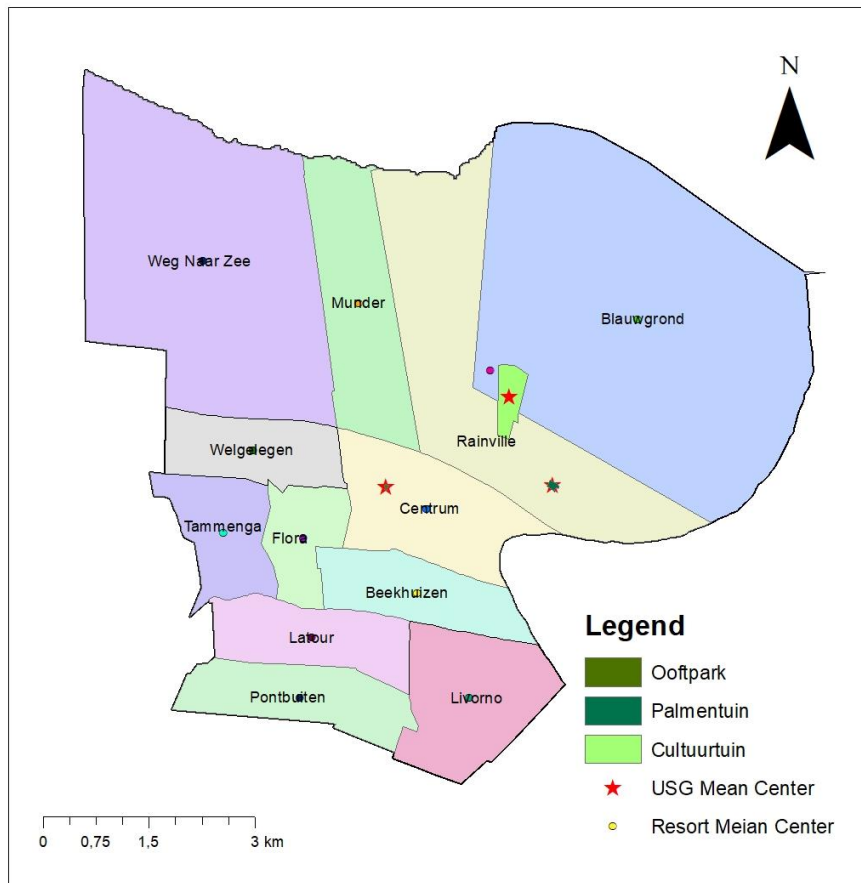 N
Weg Naar Zee
Munder
Blauwgrond
Rainville
Welgelegen
Centrum
Tammenga
Flora
Beekhuizen
Latour
Pontbuiten
Livorno
Legend
Ooftpark
Palmentuin
Cultuurtuin
USG Mean Center
Resort Meian Center
0 0,75 1,5 3 km